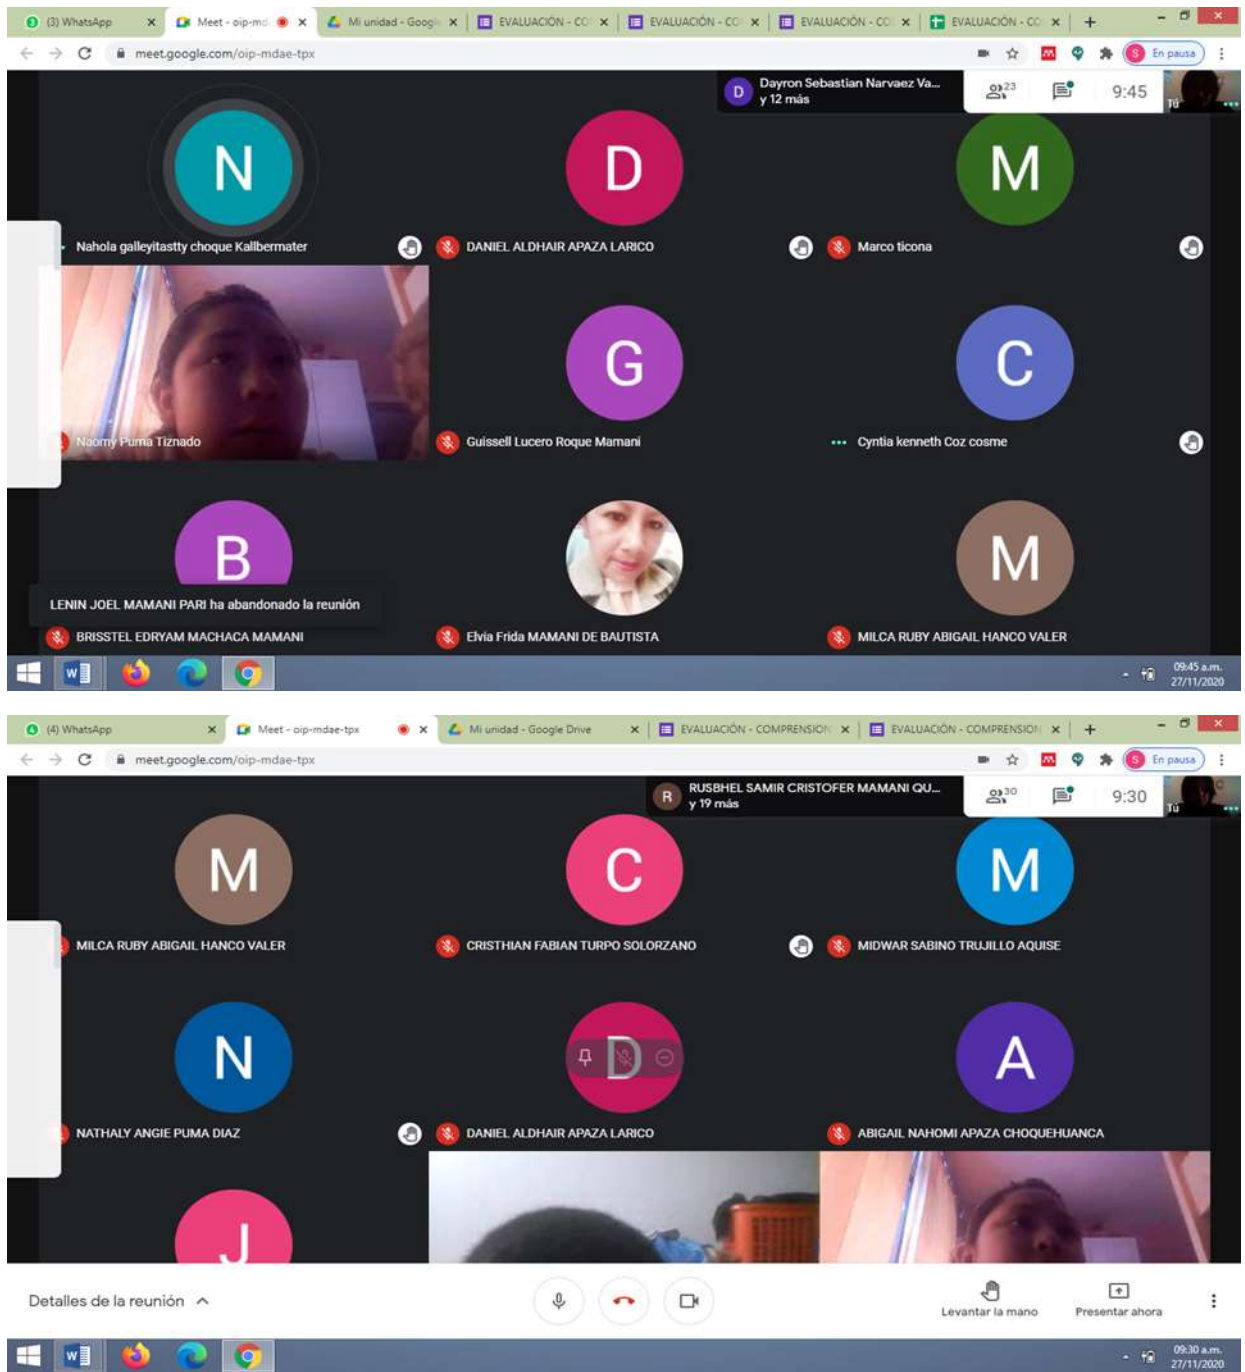 (3) WhatsApp
Meet - oip-md
Mi unidad - Googl
EVALUACIÓN - CO
EVALUACIÓN - CO
EVALUACIÓN - CO
EVALUACIÓN - CO
meet.google.com/oip-mdae-tpx
S En pausa
D Dayron Sebastian Narvaez Va...
y 12 más
23
9:45
Tú
N
D
M
Nahola galleyitastty choque Kallbermater
DANIEL ALDHAIR APAZA LARICO
Marco ticona
G
C
Naomy Puma Tiznado
Guissell Lucero Roque Mamani
Cyntia kenneth Coz cosme
B
M
LENIN JOEL MAMANI PARI ha abandonado la reunión
BRISSTEL EDRYAM MACHACA MAMANI
Elvia Frida MAMANI DE BAUTISTA
MILCA RUBY ABIGAIL HANCO VALER
09:45 a.m.
27/11/2020
(4) WhatsApp
Meet - oip-mdae-tpx
Mi unidad - Google Drive
EVALUACIÓN - COMPRENSION
EVALUACIÓN - COMPRENSION
meet.google.com/oip-mdae-tpx
S En pausa
R RUSBHEL SAMIR CRISTOFER MAMANI QU...
y 19 más
30
9:30
Tú
M
C
M
MILCA RUBY ABIGAIL HANCO VALER
CRISTHIAN FABIAN TURPO SOLORZANO
MIDWAR SABINO TRUJILLO AQUISE
N
D
A
NATHALY ANGIE PUMA DIAZ
DANIEL ALDHAIR APAZA LARICO
ABIGAIL NAHOMI APAZA CHOQUEHUANCA
J
Detalles de la reunión
Levantar la mano
Presentar ahora
09:30 a.m.
27/11/2020